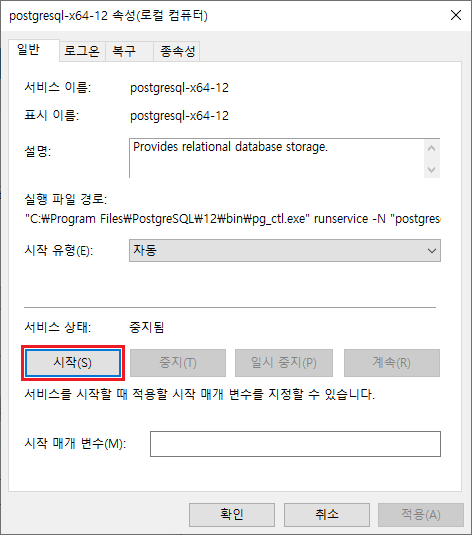 postgresql-x64-12 속성(로컬 컴퓨터)
일반 로그온 복구 종속성
서비스 이름: postgresql-x64-12
표시 이름: postgresql-x64-12
설명: Provides relational database storage.
실행 파일 경로:
"C:₩Program Files₩PostgreSQL₩12₩bin₩pg_ctl.exe" runservice -N "postgres
시작 유형(E): 자동
서비스 상태: 중지됨
시작(S) 중지(T) 일시 중지(P) 계속(R)
서비스를 시작할 때 적용할 시작 매개 변수를 지정할 수 있습니다.
시작 매개 변수(M):
확인 취소 적용(A)